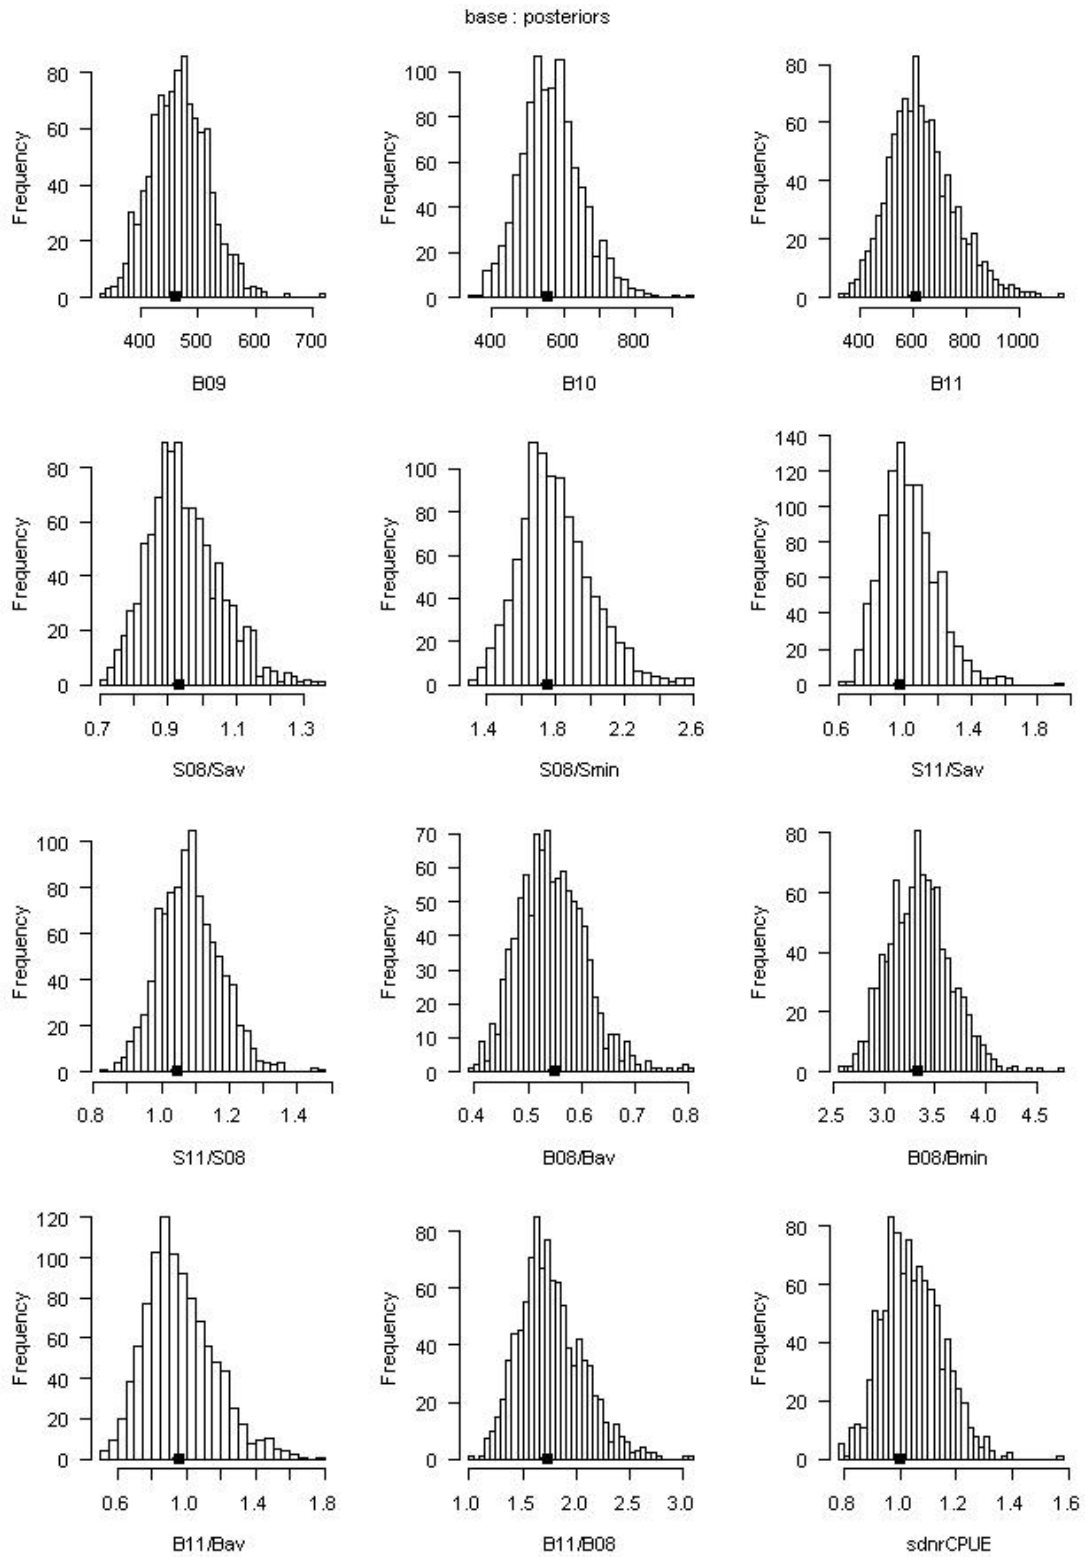 base : posteriors
Frequency
0 20 40 60 80
400 500 600 700
B09
Frequency
0 20 40 60 80 100
400 600 800
B10
Frequency
0 20 40 60 80
400 600 800 1000
B11
Frequency
0 20 40 60 80
0.7 0.9 1.1 1.3
S08/Sav
Frequency
0 20 40 60 80 100
1.4 1.8 2.2 2.6
S08/Smin
Frequency
0 20 40 60 80 100 120 140
0.6 1.0 1.4 1.8
S11/Sav
Frequency
0 20 40 60 80 100
0.8 1.0 1.2 1.4
S11/S08
Frequency
0 10 20 30 40 50 60 70
0.4 0.5 0.6 0.7 0.8
B08/Bav
Frequency
0 20 40 60 80
2.5 3.0 3.5 4.0 4.5
B08/Bmin
Frequency
0 20 40 60 80 100 120
0.6 1.0 1.4 1.8
B11/Bav
Frequency
0 20 40 60 80
1.0 1.5 2.0 2.5 3.0
B11/B08
Frequency
0 20 40 60 80
0.8 1.0 1.2 1.4 1.6
sdnrCPUE